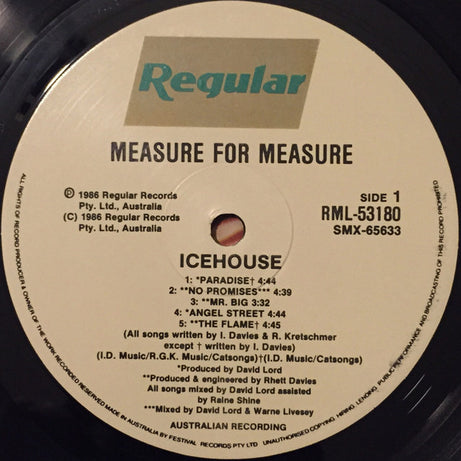 Regular
MEASURE FOR MEASURE
℗ 1986 Regular Records
Pty. Ltd., Australia
(C) 1986 Regular Records
Pty. Ltd., Australia
SIDE 1
RML-53180
SMX-65633
ICEHOUSE
1: *PARADISE† 4:44
2: **NO PROMISES*** 4:39
3: **MR. BIG 3:32
4: *ANGEL STREET 4:44
5: **THE FLAME† 4:45
(All songs written by I. Davies & R. Kretschmer
except † written by I. Davies)
(I.D. Music/R.G.K. Music/Catsongs)†(I.D. Music/Catsongs)
*Produced by David Lord
**Produced & engineered by Rhett Davies
All songs mixed by David Lord assisted
by Raine Shine
***Mixed by David Lord & Warne Livesey
AUSTRALIAN RECORDING
ALL RIGHTS OF RECORD PRODUCER & OWNER OF THE WORK RECORDED RESERVED. MADE IN AUSTRALIA BY FESTIVAL RECORDS PTY LTD UNAUTHORISED COPYING, HIRING, LENDING, PUBLIC PERFORMANCE AND BROADCASTING OF THIS RECORD PROHIBITED